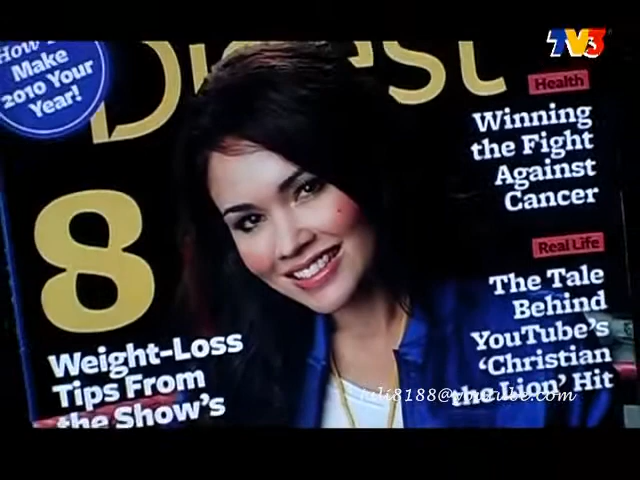 TV3
How
Make
2010 Your
Year!
Digest
Health
Winning
the Fight
Against
Cancer
8
Weight-Loss
Tips From
the Show's
Real Life
The Tale
Behind
YouTube's
‘Christian
the Lion’ Hit